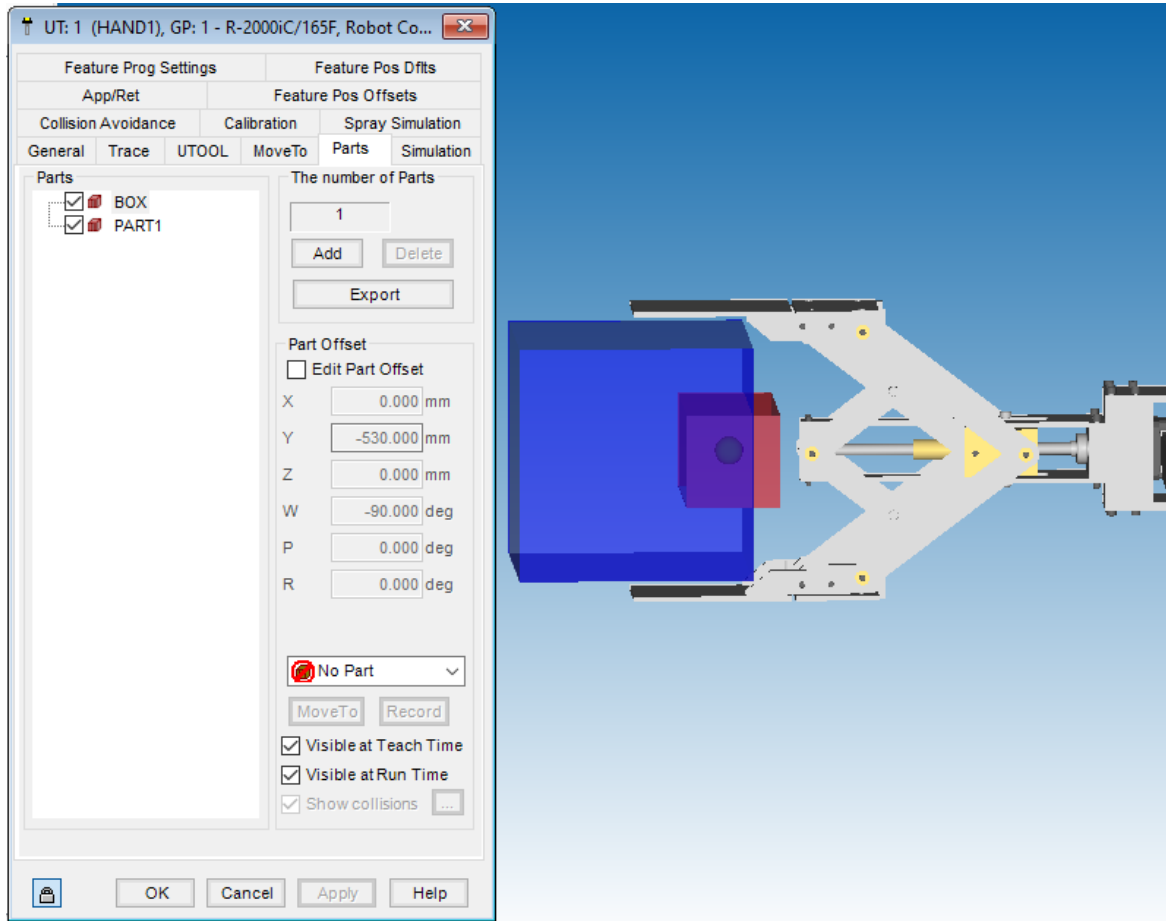 UT: 1 (HAND1), GP: 1 - R-2000iC/165F, Robot Co...
Feature Prog Settings
Feature Pos Dflts
App/Ret
Feature Pos Offsets
Collision Avoidance
Calibration
Spray Simulation
General
Trace
UTOOL
MoveTo
Parts
Simulation
Parts
BOX
PART1
The number of Parts
1
Add
Delete
Export
Part Offset
Edit Part Offset
X 0.000 mm
Y -530.000 mm
Z 0.000 mm
W -90.000 deg
P 0.000 deg
R 0.000 deg
No Part
MoveTo
Record
Visible at Teach Time
Visible at Run Time
Show collisions ...
OK
Cancel
Apply
Help